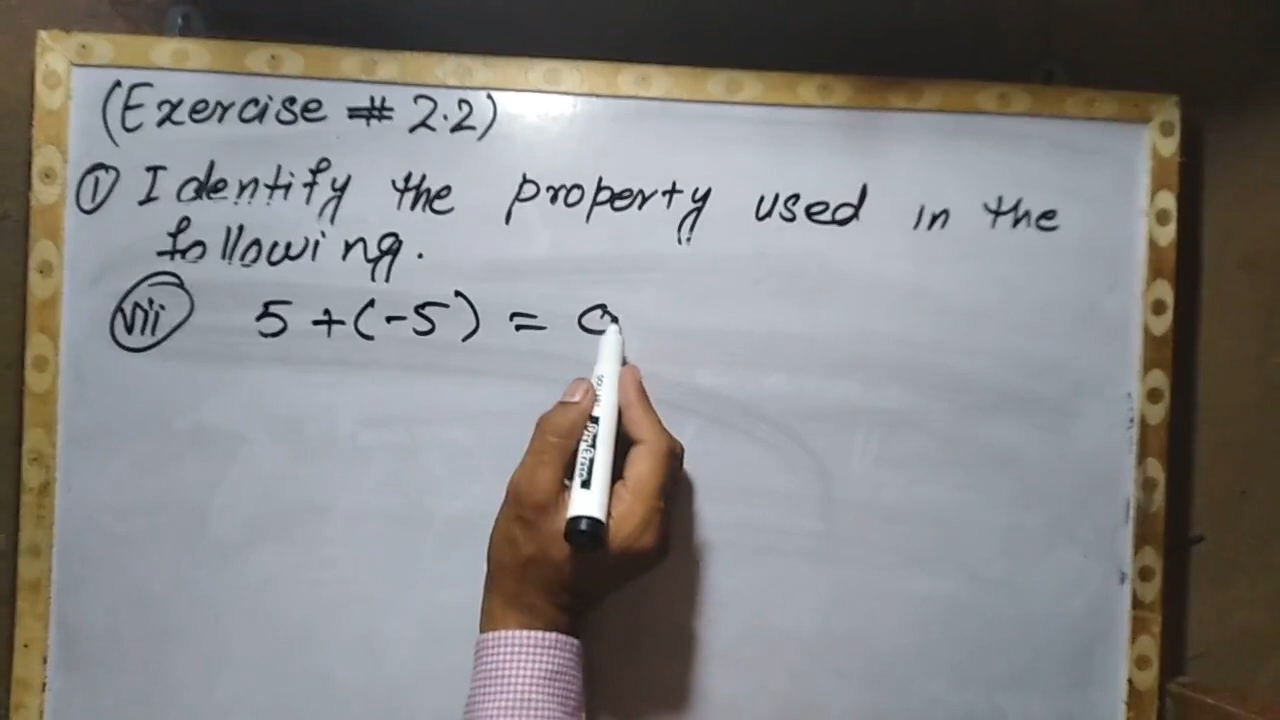 (Exercise # 2.2)
① Identify the property used in the
following.
vii 5 + (-5) = 0